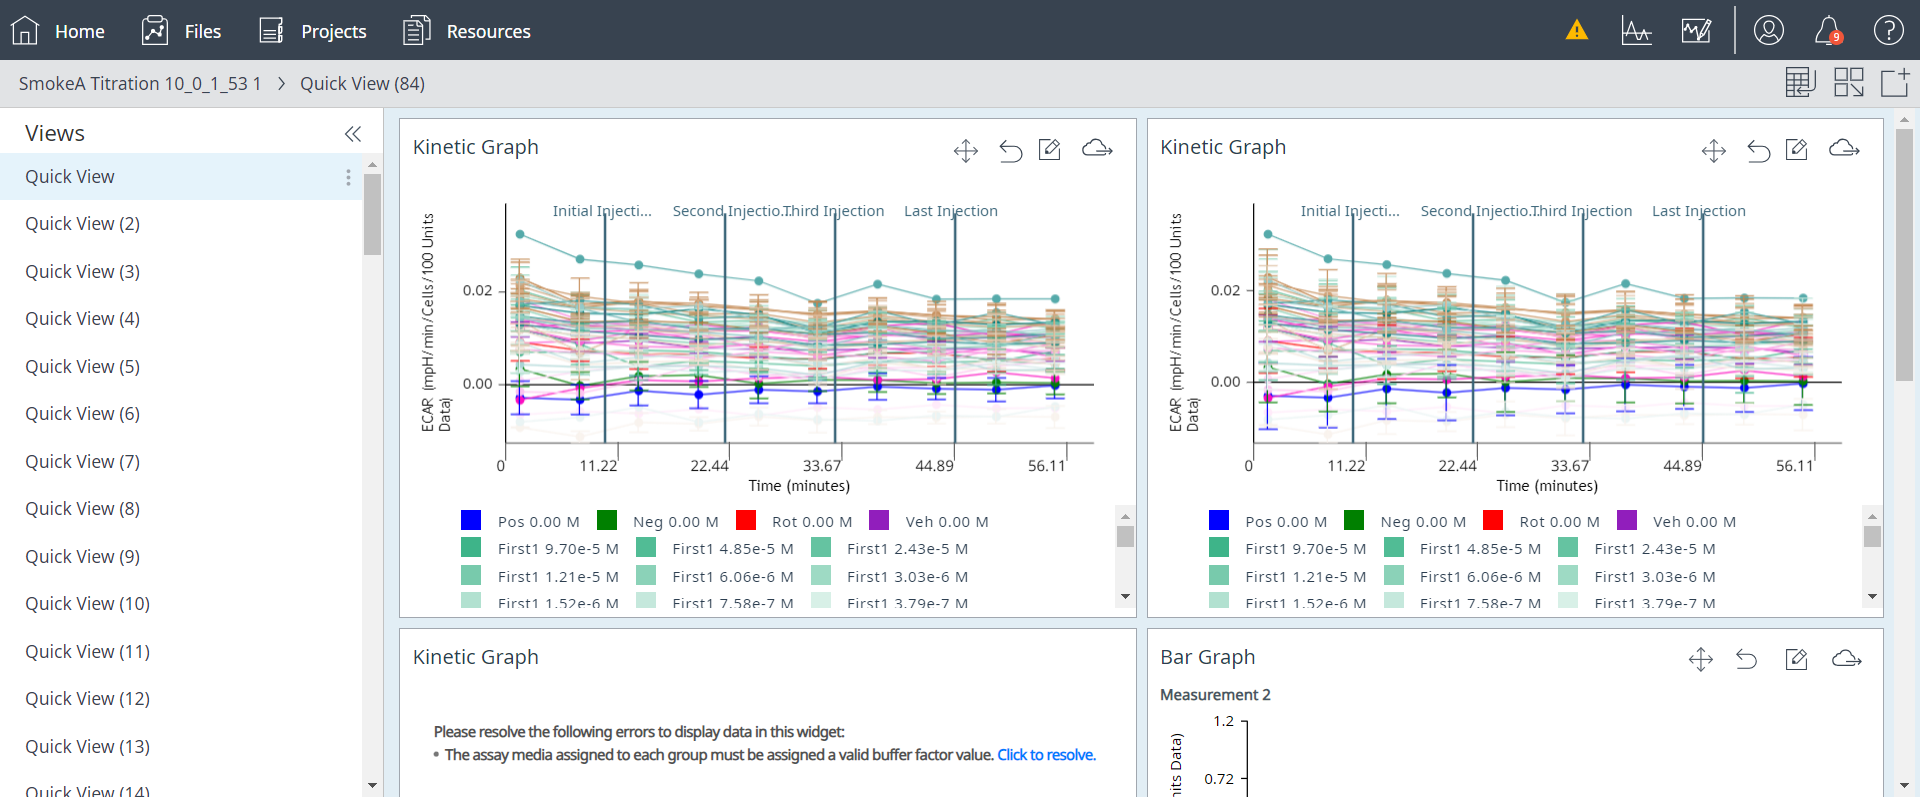 Home Files Projects Resources 9
SmokeA Titration 10_0_1_53 1 > Quick View (84)
Views
Quick View
Quick View (2)
Quick View (3)
Quick View (4)
Quick View (5)
Quick View (6)
Quick View (7)
Quick View (8)
Quick View (9)
Quick View (10)
Quick View (11)
Quick View (12)
Quick View (13)
Quick View (14)
Kinetic Graph
Initial Injecti... Second Injectio... Third Injection Last Injection
ECAR (mpH/min/Cells/100 Units
Data)
0.02
0.00
0 11.22 22.44 33.67 44.89 56.11
Time (minutes)
Pos 0.00 M Neg 0.00 M Rot 0.00 M Veh 0.00 M
First1 9.70e-5 M First1 4.85e-5 M First1 2.43e-5 M
First1 1.21e-5 M First1 6.06e-6 M First1 3.03e-6 M
First1 1.52e-6 M First1 7.58e-7 M First1 3.79e-7 M
Kinetic Graph
Initial Injecti... Second Injectio... Third Injection Last Injection
ECAR (mpH/min/Cells/100 Units
Data)
0.02
0.00
0 11.22 22.44 33.67 44.89 56.11
Time (minutes)
Pos 0.00 M Neg 0.00 M Rot 0.00 M Veh 0.00 M
First1 9.70e-5 M First1 4.85e-5 M First1 2.43e-5 M
First1 1.21e-5 M First1 6.06e-6 M First1 3.03e-6 M
First1 1.52e-6 M First1 7.58e-7 M First1 3.79e-7 M
Kinetic Graph
Please resolve the following errors to display data in this widget:
• The assay media assigned to each group must be assigned a valid buffer factor value. Click to resolve.
Bar Graph
Measurement 2
1.2
0.72
Data)